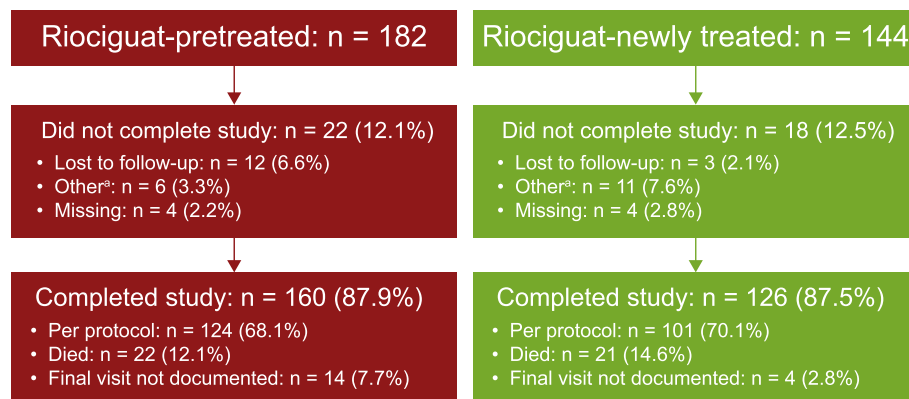 Riociguat-pretreated: n = 182
Did not complete study: n = 22 (12.1%)
• Lost to follow-up: n = 12 (6.6%)
• Otherᵃ: n = 6 (3.3%)
• Missing: n = 4 (2.2%)
Completed study: n = 160 (87.9%)
• Per protocol: n = 124 (68.1%)
• Died: n = 22 (12.1%)
• Final visit not documented: n = 14 (7.7%)
Riociguat-newly treated: n = 144
Did not complete study: n = 18 (12.5%)
• Lost to follow-up: n = 3 (2.1%)
• Otherᵃ: n = 11 (7.6%)
• Missing: n = 4 (2.8%)
Completed study: n = 126 (87.5%)
• Per protocol: n = 101 (70.1%)
• Died: n = 21 (14.6%)
• Final visit not documented: n = 4 (2.8%)